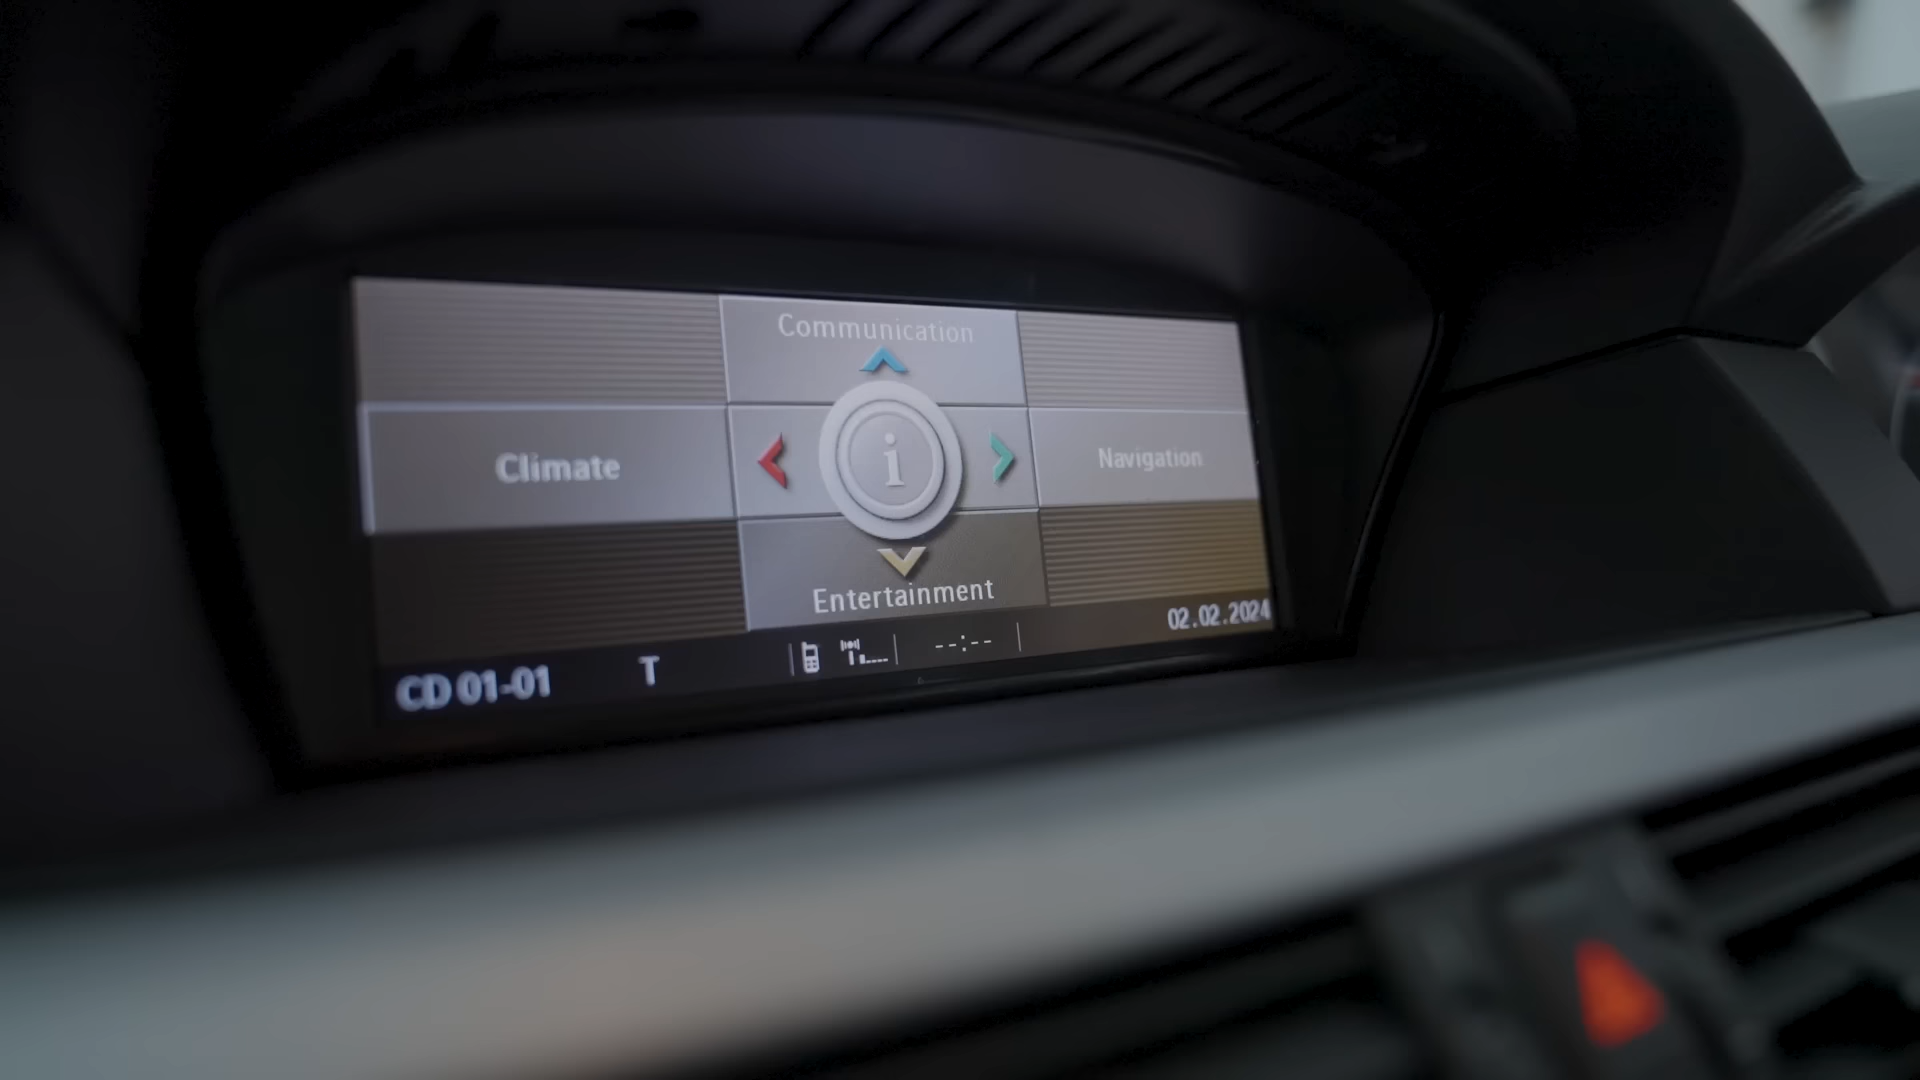 Communication
Climate
i
Navigation
Entertainment
CD 01-01 T --:-- 02.02.2024